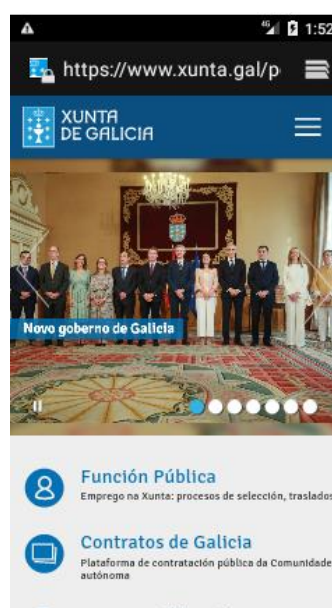 4G 1:52
https://www.xunta.gal/p
XUNTA
DE GALICIA
Novo goberno de Galicia
Función Pública
Emprego na Xunta: procesos de selección, traslados
Contratos de Galicia
Plataforma de contratación pública da Comunidade
autónoma